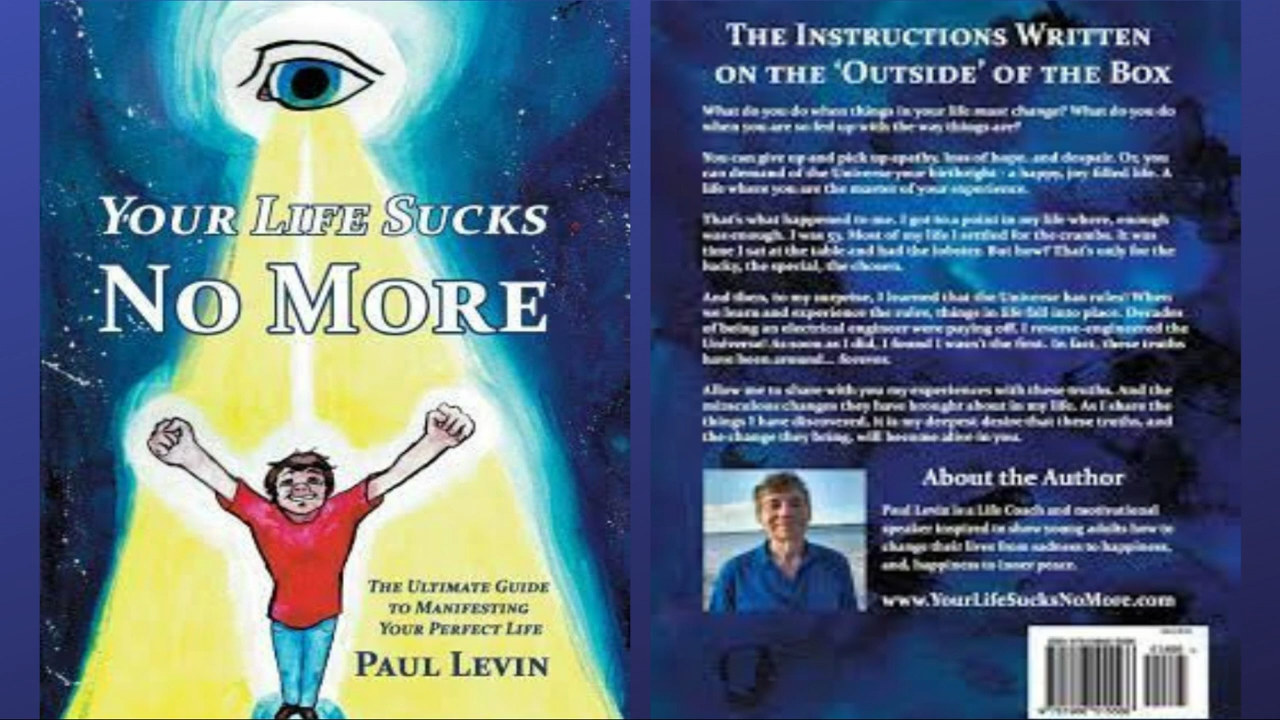 YOUR LIFE SUCKS
NO MORE
THE ULTIMATE GUIDE
TO MANIFESTING
YOUR PERFECT LIFE
PAUL LEVIN
THE INSTRUCTIONS WRITTEN
ON THE ‘OUTSIDE’ OF THE BOX
What do you do when things in your life must change? What do you do
when you are so fed up with the way things are?
You can give up and pick up apathy, loss of hope, and despair. Or, you
can demand of the Universe your birthright - a happy, joy filled life. A
life where you are the master of your experience.
That's what happened to me. I got to a point in my life where, enough
was enough. I was 53. Most of my life I settled for the crumbs. It was
time I sat at the table and had the lobster. But how? That's only for the
lucky, the special, the chosen.
And then, to my surprise, I learned that the Universe has rules! When
we learn and experience the rules, things in life fall into place. Decades
of being an electrical engineer were paying off. I reverse-engineered the
Universe! As soon as I did, I found I wasn't the first. In fact, these truths
have been around... forever.
Allow me to share with you my experiences with these truths. And the
miraculous changes they have brought about in my life. As I share the
things I have discovered, it is my deepest desire that these truths, and
the change they bring, will become alive in you.
About the Author
Paul Levin is a Life Coach and motivational
speaker inspired to show young adults how to
change their lives from sadness to happiness,
and, happiness to inner peace.
www.YourLifeSucksNoMore.com